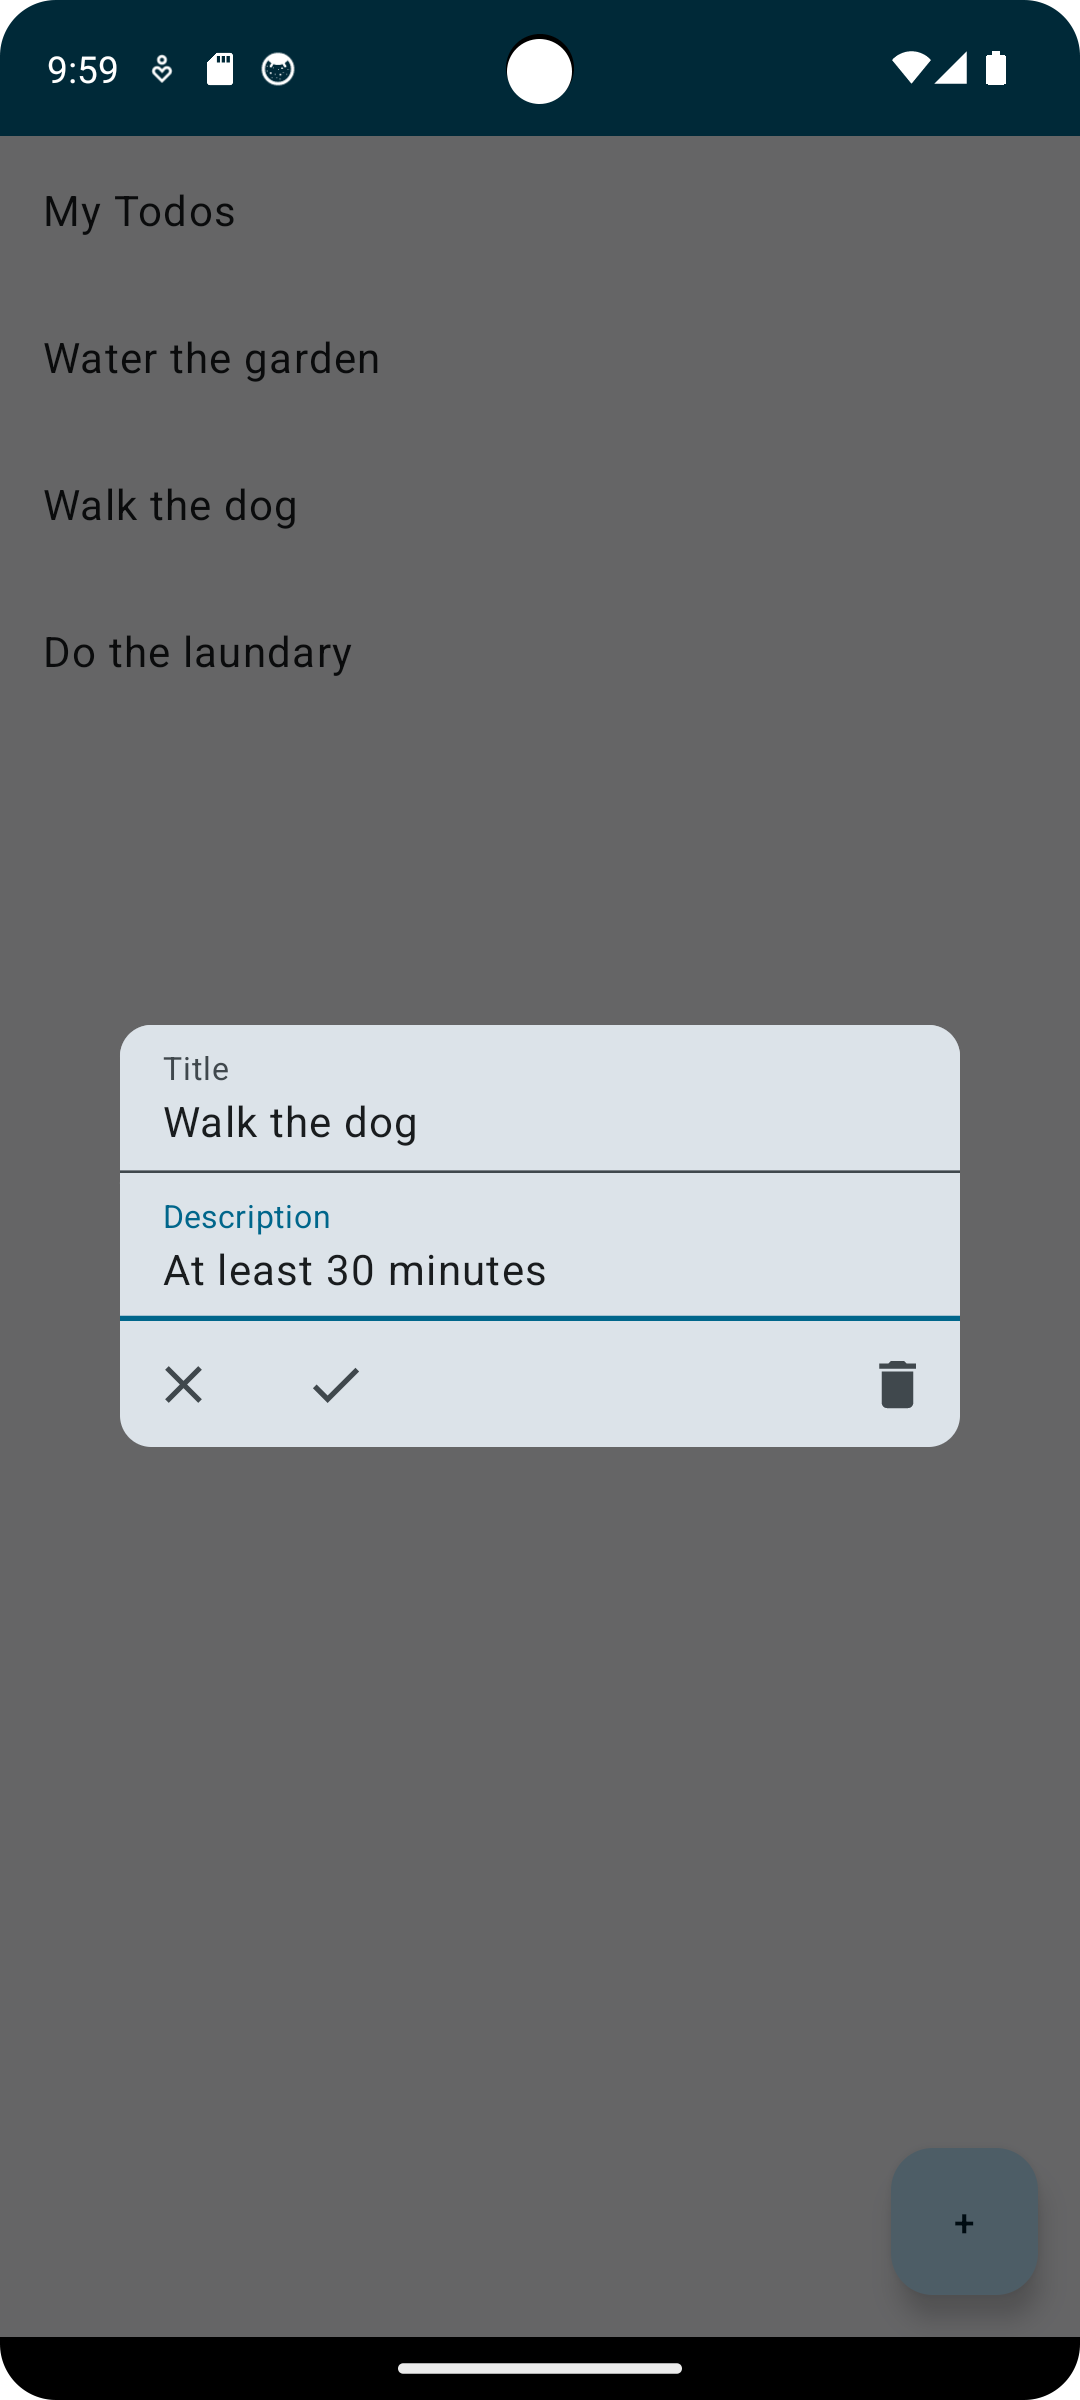 9:59
My Todos
Water the garden
Walk the dog
Do the laundary
Title
Walk the dog
Description
At least 30 minutes
+